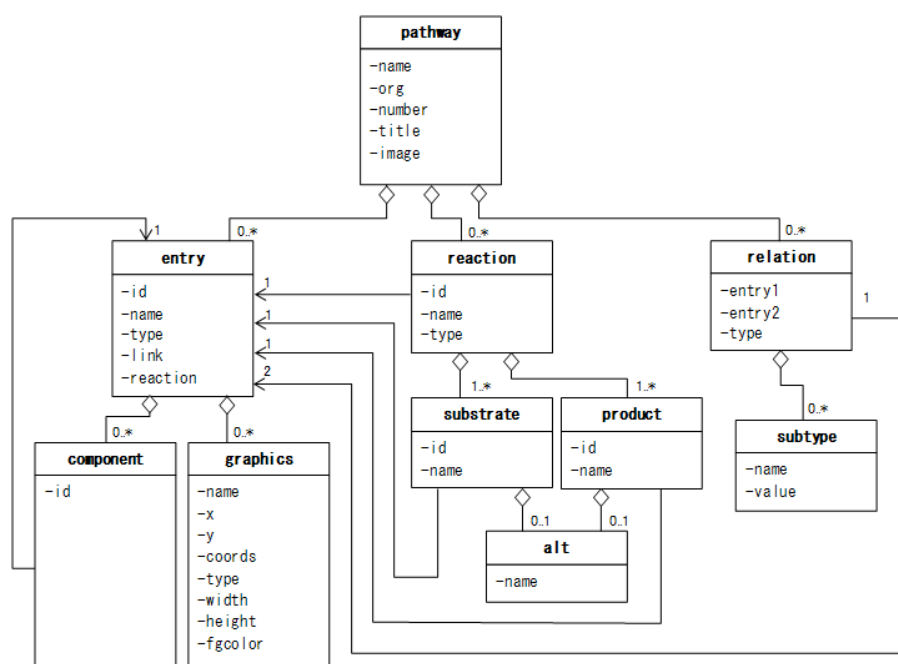 pathway
-name
-org
-number
-title
-image
1
0..*
0..*
0..*
entry
-id
-name
-type
-link
-reaction
1
1
1
2
reaction
-id
-name
-type
relation
-entry1
-entry2
-type
1
0..*
0..*
1..*
1..*
0..*
component
-id
graphics
-name
-x
-y
-coords
-type
-width
-height
-fgcolor
substrate
-id
-name
product
-id
-name
subtype
-name
-value
0..1
0..1
alt
-name